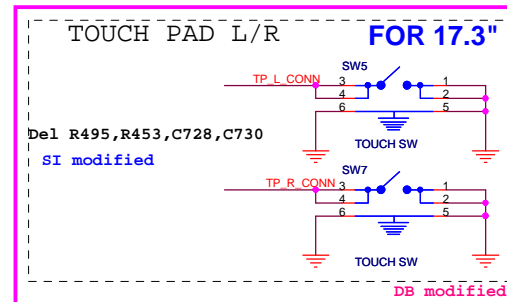 TOUCH PAD L/R FOR 17.3"
SW5
TP_L_CONN 3 1
4 2
6 5
TOUCH SW
Del R495,R453,C728,C730
SI modified
SW7
TP_R_CONN 3 1
4 2
6 5
TOUCH SW
DB modified